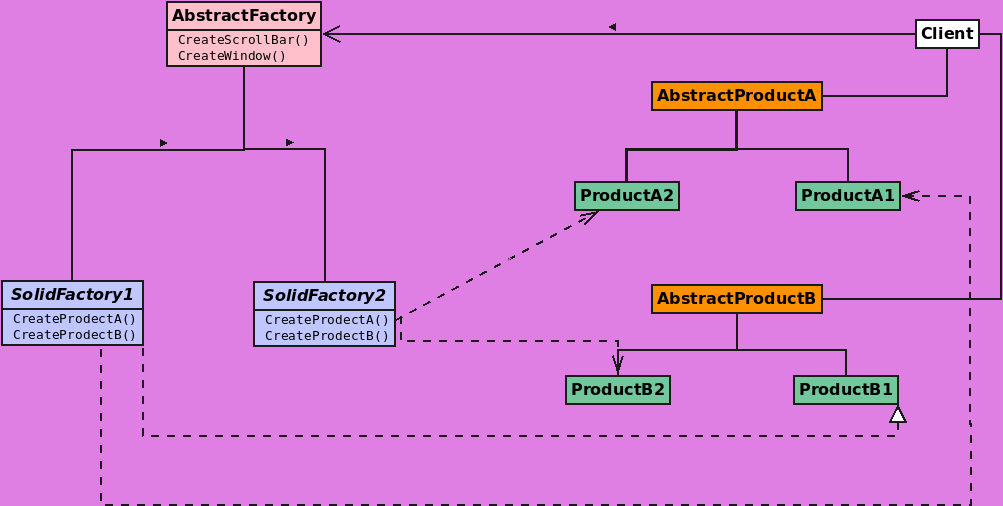 AbstractFactory
CreateScrollBar()
CreateWindow()
Client
AbstractProductA
ProductA2
ProductA1
SolidFactory1
CreateProdectA()
CreateProdectB()
SolidFactory2
CreateProdectA()
CreateProdectB()
AbstractProductB
ProductB2
ProductB1